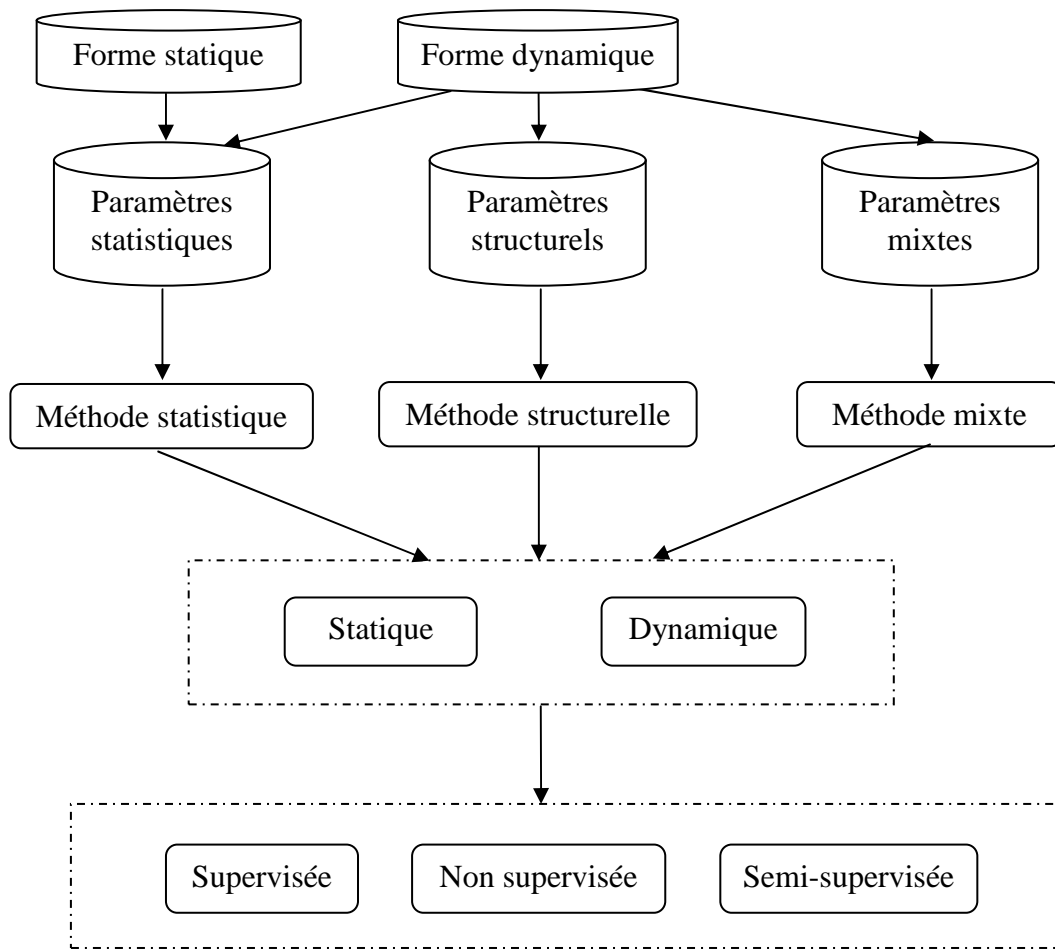 Forme statique
Forme dynamique
Paramètres
statistiques
Paramètres
structurels
Paramètres
mixtes
Méthode statistique
Méthode structurelle
Méthode mixte
Statique
Dynamique
Supervisée
Non supervisée
Semi-supervisée